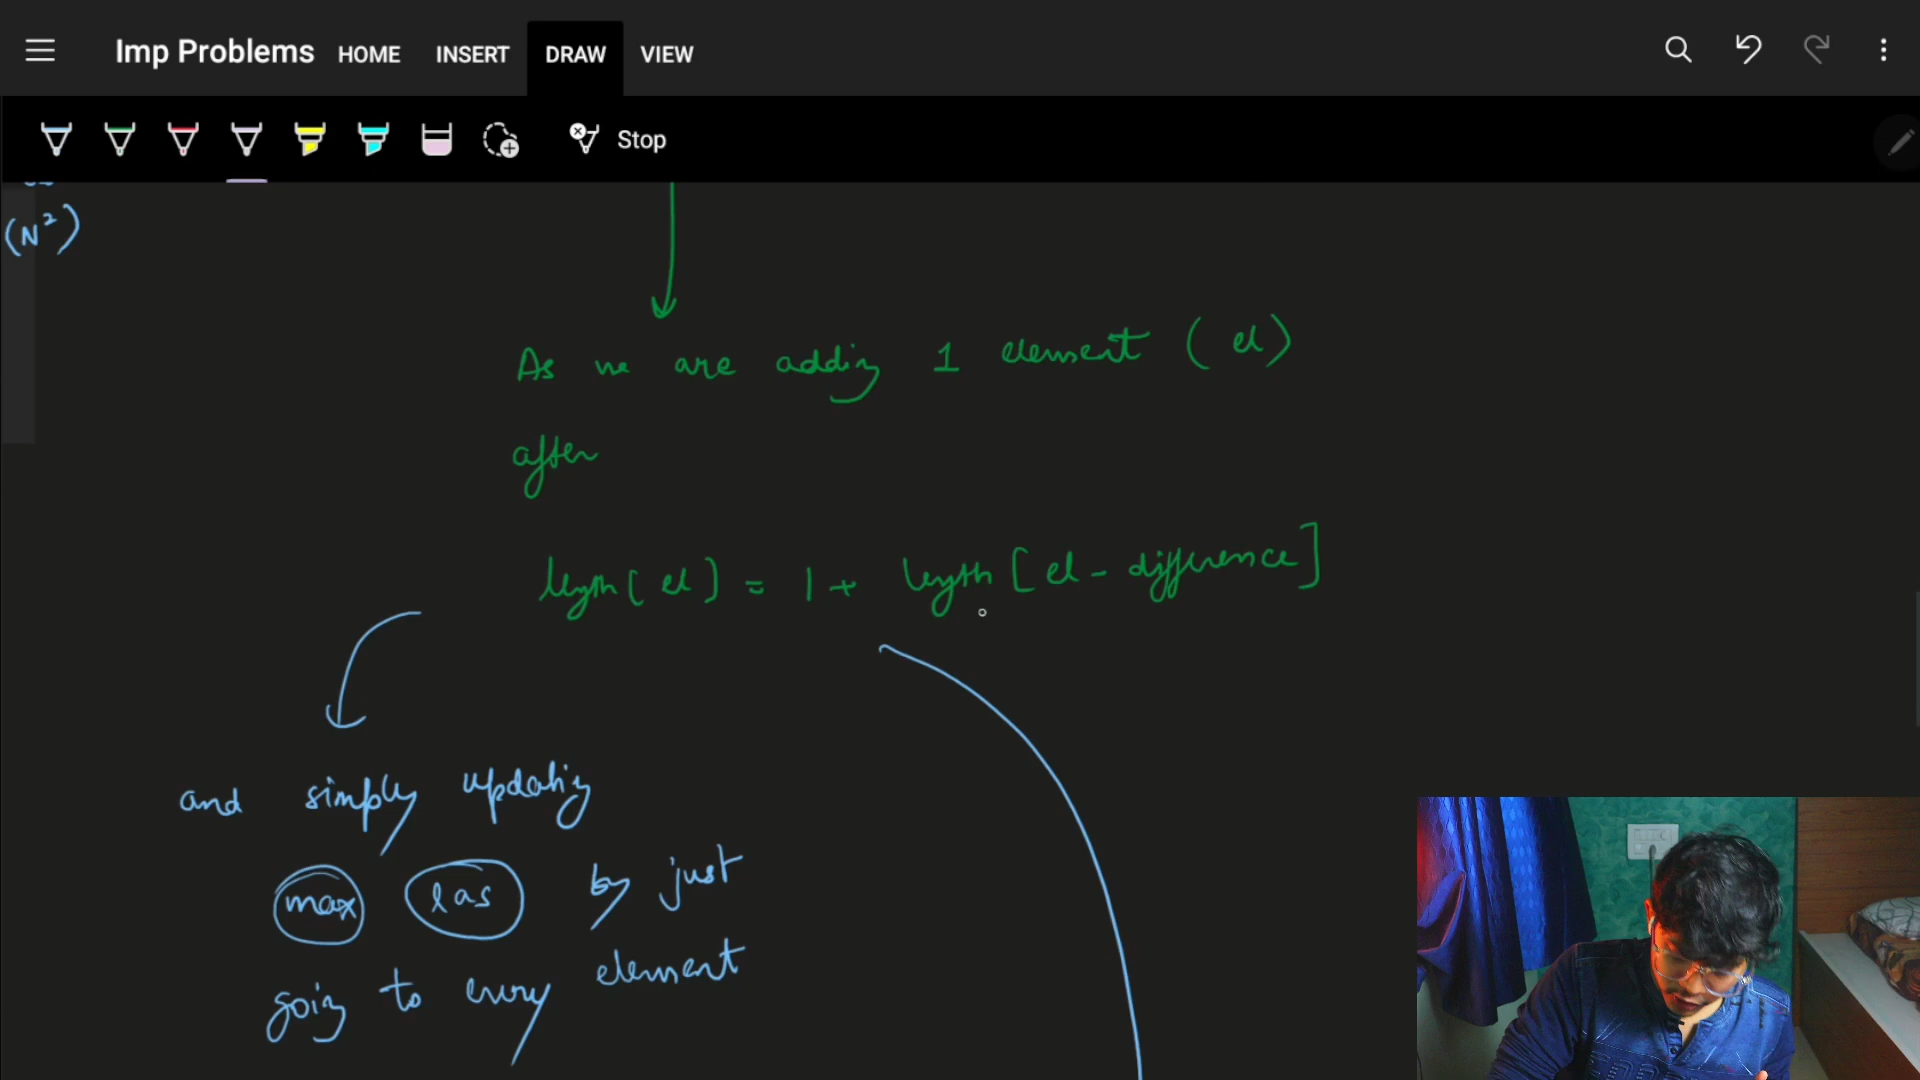 Imp Problems HOME INSERT DRAW VIEW
Stop
(N²)
As we are adding 1 element (el)
after
length(el) = 1 + length[el - difference]
and simply updating
max las by just
going to every element